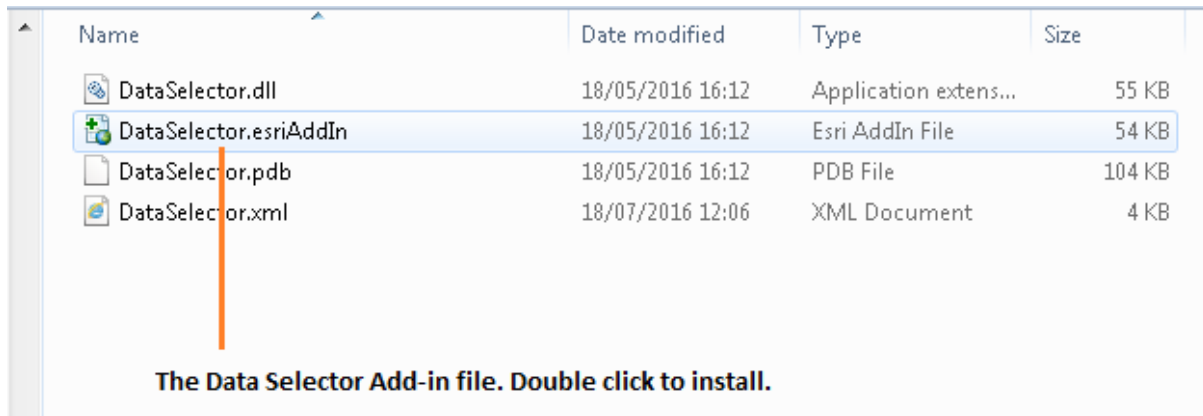 Name Date modified Type Size
DataSelector.dll 18/05/2016 16:12 Application extens... 55 KB
DataSelector.esriAddIn 18/05/2016 16:12 Esri AddIn File 54 KB
DataSelector.pdb 18/05/2016 16:12 PDB File 104 KB
DataSelector.xml 18/07/2016 12:06 XML Document 4 KB
The Data Selector Add-in file. Double click to install.